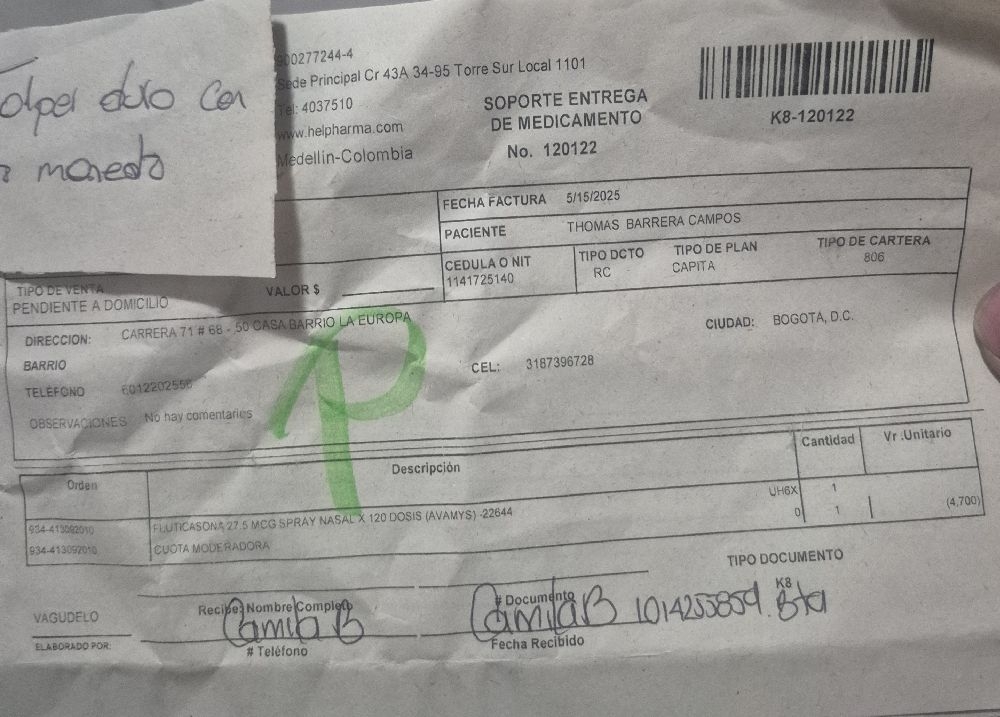 duro con
moneda
900277244-4
Sede Principal Cr 43A 34-95 Torre Sur Local 1101
Tel: 4037510
www.helpharma.com
Medellin-Colombia
SOPORTE ENTREGA
DE MEDICAMENTO
No. 120122
K8-120122
FECHA FACTURA 5/15/2025
PACIENTE THOMAS BARRERA CAMPOS
CEDULA O NIT TIPO DCTO TIPO DE PLAN TIPO DE CARTERA
1141725140 RC CAPITA 806
TIPO DE VENTA VALOR $
PENDIENTE A DOMICILIO
DIRECCION: CARRERA 71 # 68 - 50 CASA BARRIO LA EUROPA CIUDAD: BOGOTÁ, D.C.
BARRIO CEL: 3187396728
TELEFONO 6012202556
OBSERVACIONES No hay comentarios
P
Orden Descripción Cantidad Vr .Unitario
934-413092010 FLUTICASONA 27.5 MCG SPRAY NASAL X 120 DOSIS (AVAMYS) -22644 UH6X 1
934-413092010 CUOTA MODERADORA 0 1 (4,700)
TIPO DOCUMENTO
K8
VAGUDELO Recibe: Nombre Completo # Documento
Camila B Camila B 1014255859. Bta
ELABORADO POR: # Teléfono Fecha Recibido